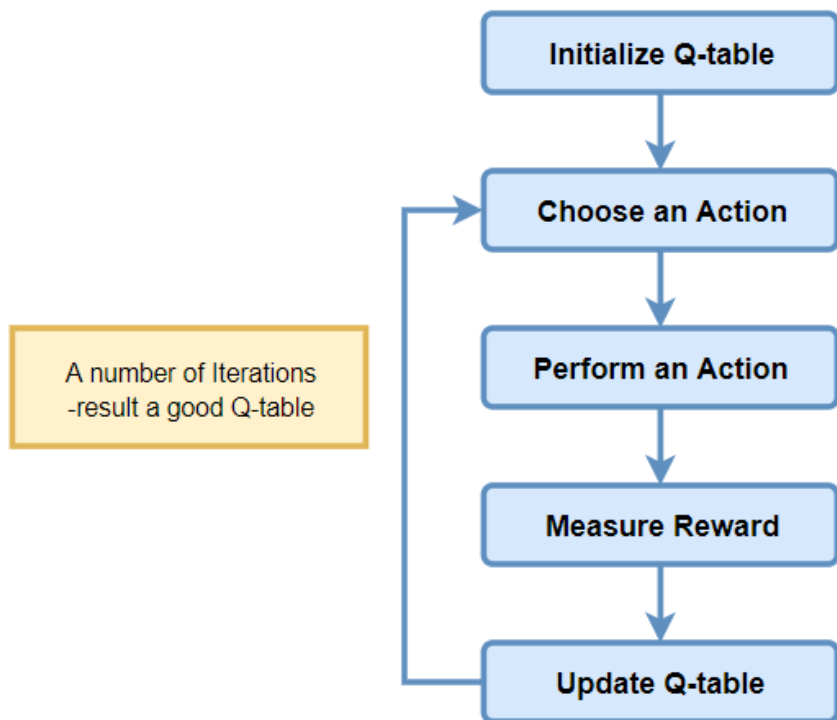 Initialize Q-table
Choose an Action
A number of Iterations
-result a good Q-table
Perform an Action
Measure Reward
Update Q-table